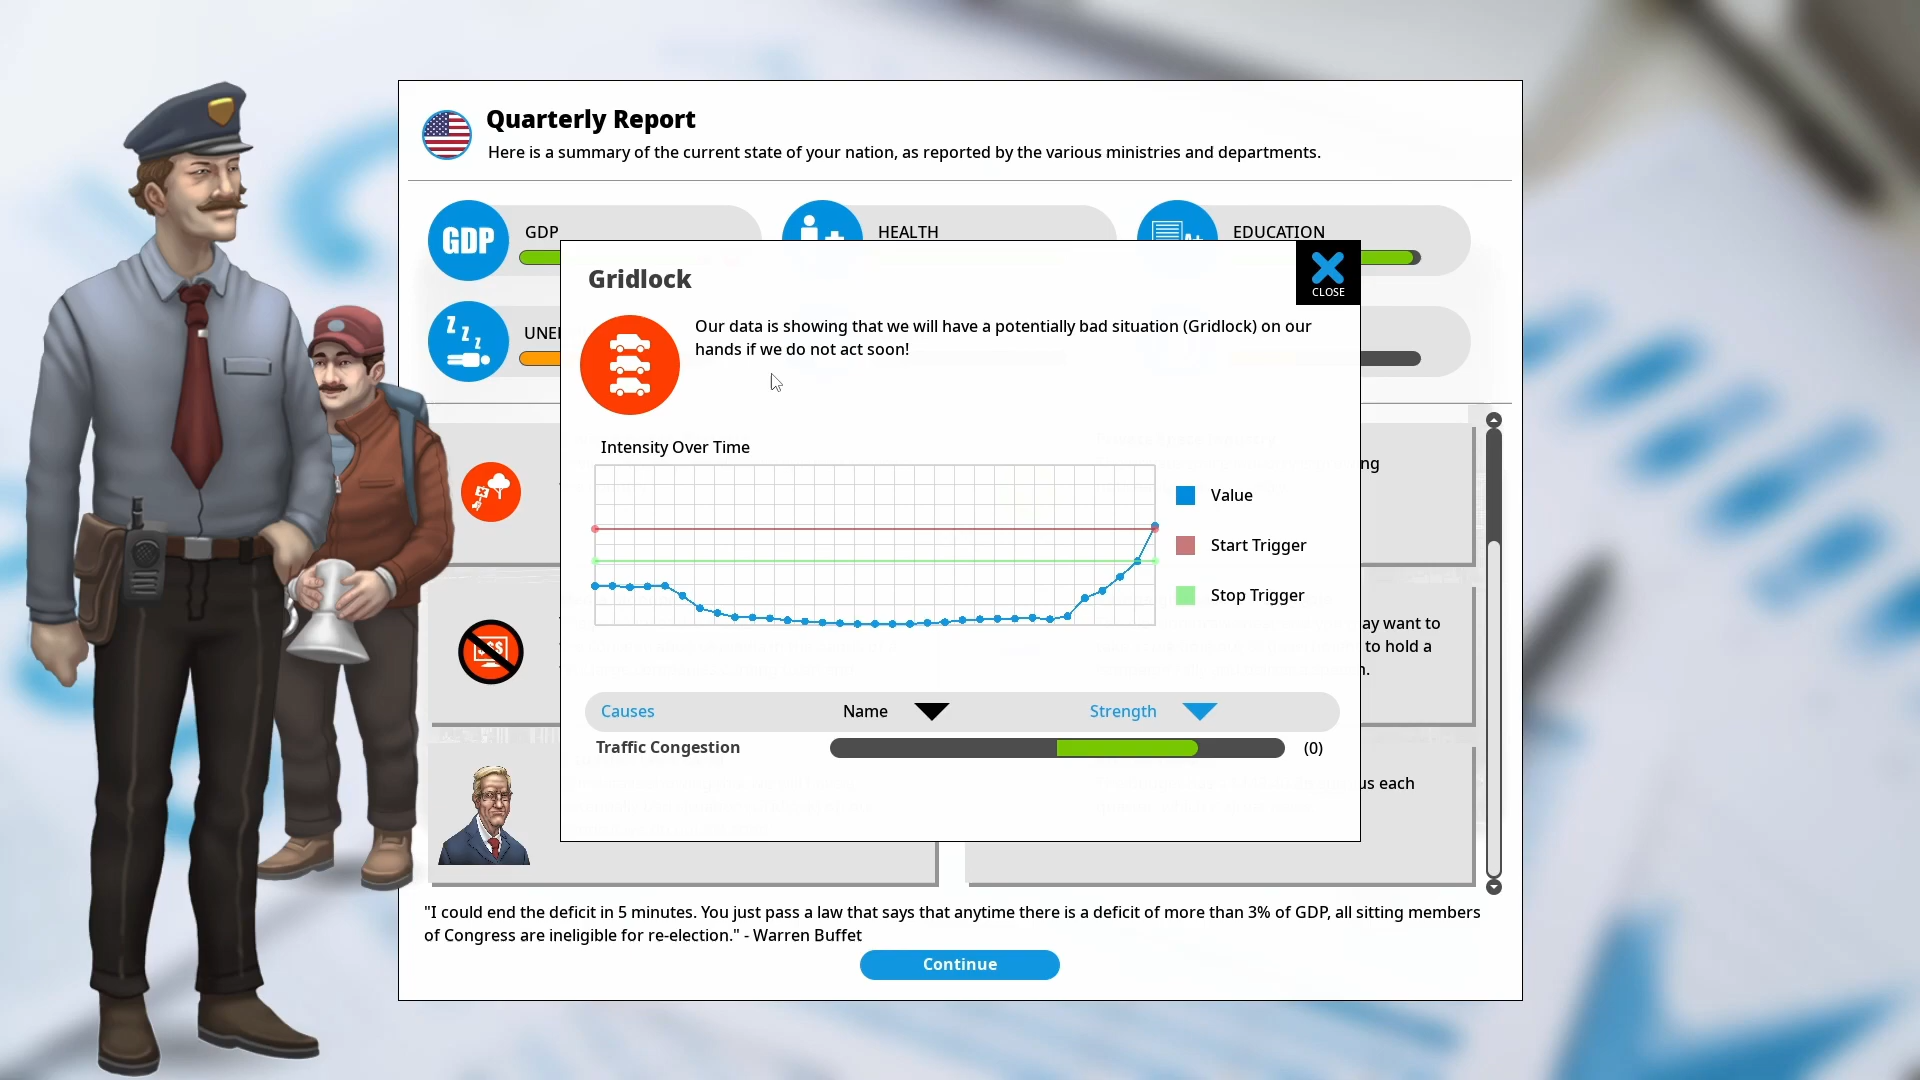 Quarterly Report
Here is a summary of the current state of your nation, as reported by the various ministries and departments.
GDP
GDP
HEALTH
EDUCATION
A+
Z Z Z
Gridlock
CLOSE
Our data is showing that we will have a potentially bad situation (Gridlock) on our
hands if we do not act soon!
Intensity Over Time
Value
Start Trigger
Stop Trigger
ng
want to
to hold a
Causes
Name
Strength
Traffic Congestion
(0)
us each
"I could end the deficit in 5 minutes. You just pass a law that says that anytime there is a deficit of more than 3% of GDP, all sitting members
of Congress are ineligible for re-election." - Warren Buffet
Continue